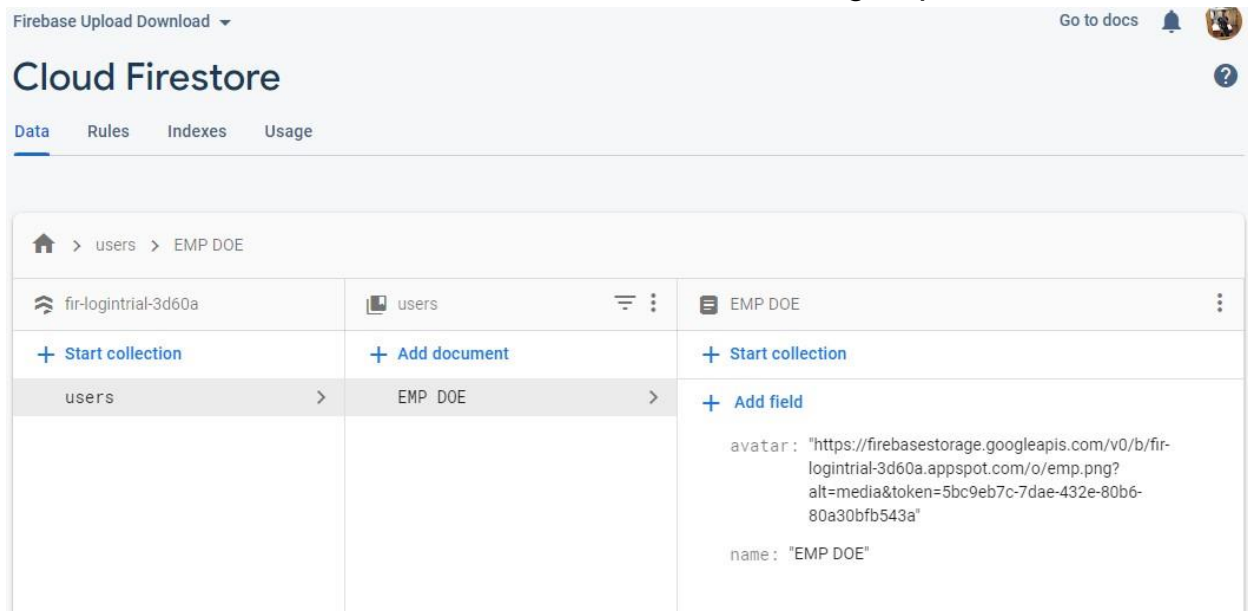 Firebase Upload Download
Go to docs
Cloud Firestore
Data Rules Indexes Usage
users > EMP DOE
fir-logintrial-3d60a
users
EMP DOE
+ Start collection
+ Add document
+ Start collection
users
EMP DOE
+ Add field
avatar: "https://firebasestorage.googleapis.com/v0/b/fir-
logintrial-3d60a.appspot.com/o/emp.png?
alt=media&token=5bc9eb7c-7dae-432e-80b6-
80a30bfb543a"
name: "EMP DOE"